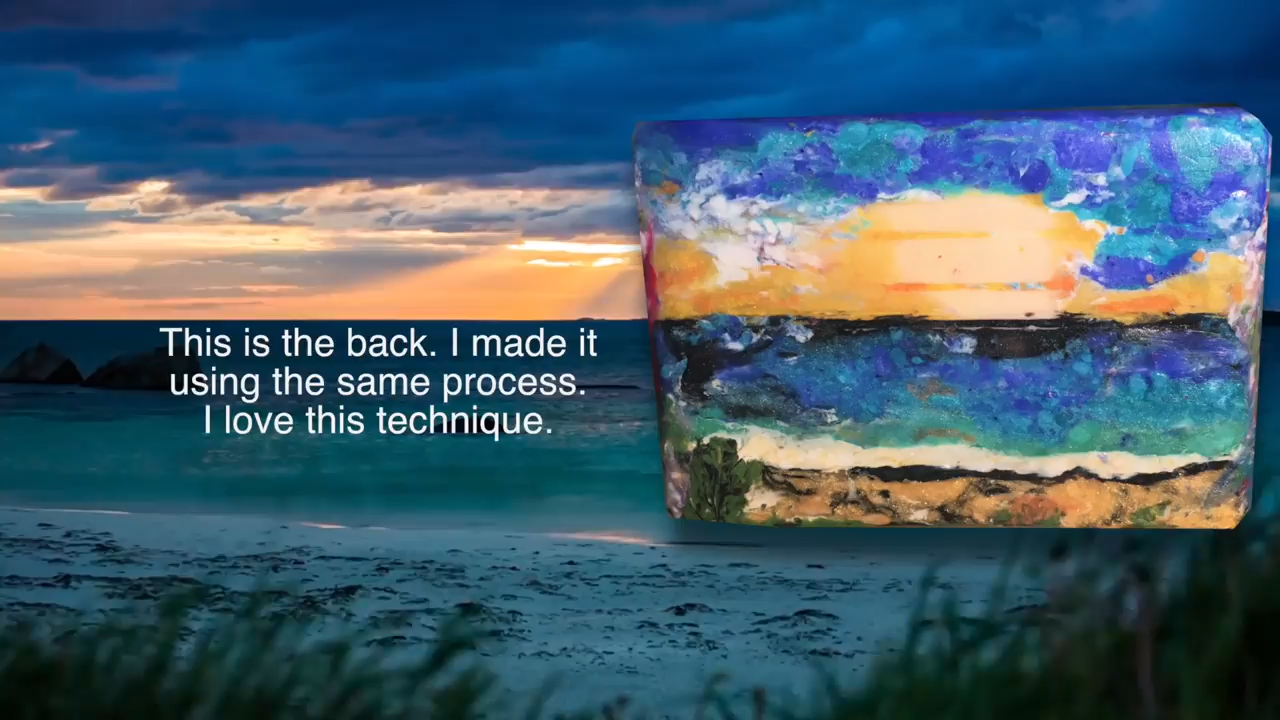 This is the back. I made it
using the same process.
I love this technique.